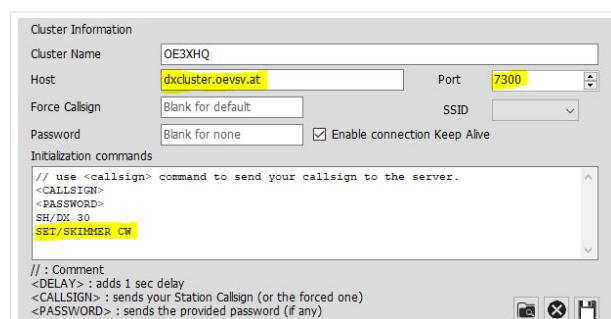 Cluster Information
Cluster Name OE3XHQ
Host dxcluster.oevsv.at Port 7300
Force Callsign Blank for default SSID
Password Blank for none Enable connection Keep Alive
Initialization commands
// use <callsign> command to send your callsign to the server.
<CALLSIGN>
<PASSWORD>
SH/DX 30
SET/SKIMMER CW
// : Comment
<DELAY> : adds 1 sec delay
<CALLSIGN> : sends your Station Callsign (or the forced one)
<PASSWORD> : sends the provided password (if any)